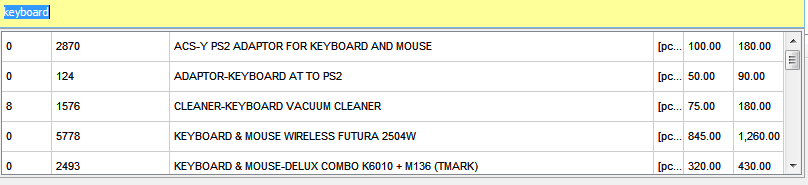 keyboard
0 2870 ACS-Y PS2 ADAPTOR FOR KEYBOARD AND MOUSE [pc... 100.00 180.00
0 124 ADAPTOR-KEYBOARD AT TO PS2 [pc... 50.00 90.00
8 1576 CLEANER-KEYBOARD VACUUM CLEANER [pc... 75.00 180.00
0 5778 KEYBOARD & MOUSE WIRELESS FUTURA 2504W [pc... 845.00 1,260.00
0 2493 KEYBOARD & MOUSE-DELUX COMBO K6010 + M136 (TMARK) [pc... 320.00 430.00